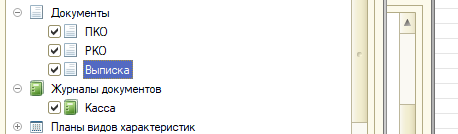 Документы
ПКО
РКО
Выписка
Журналы документов
Касса
Планы видов характеристик